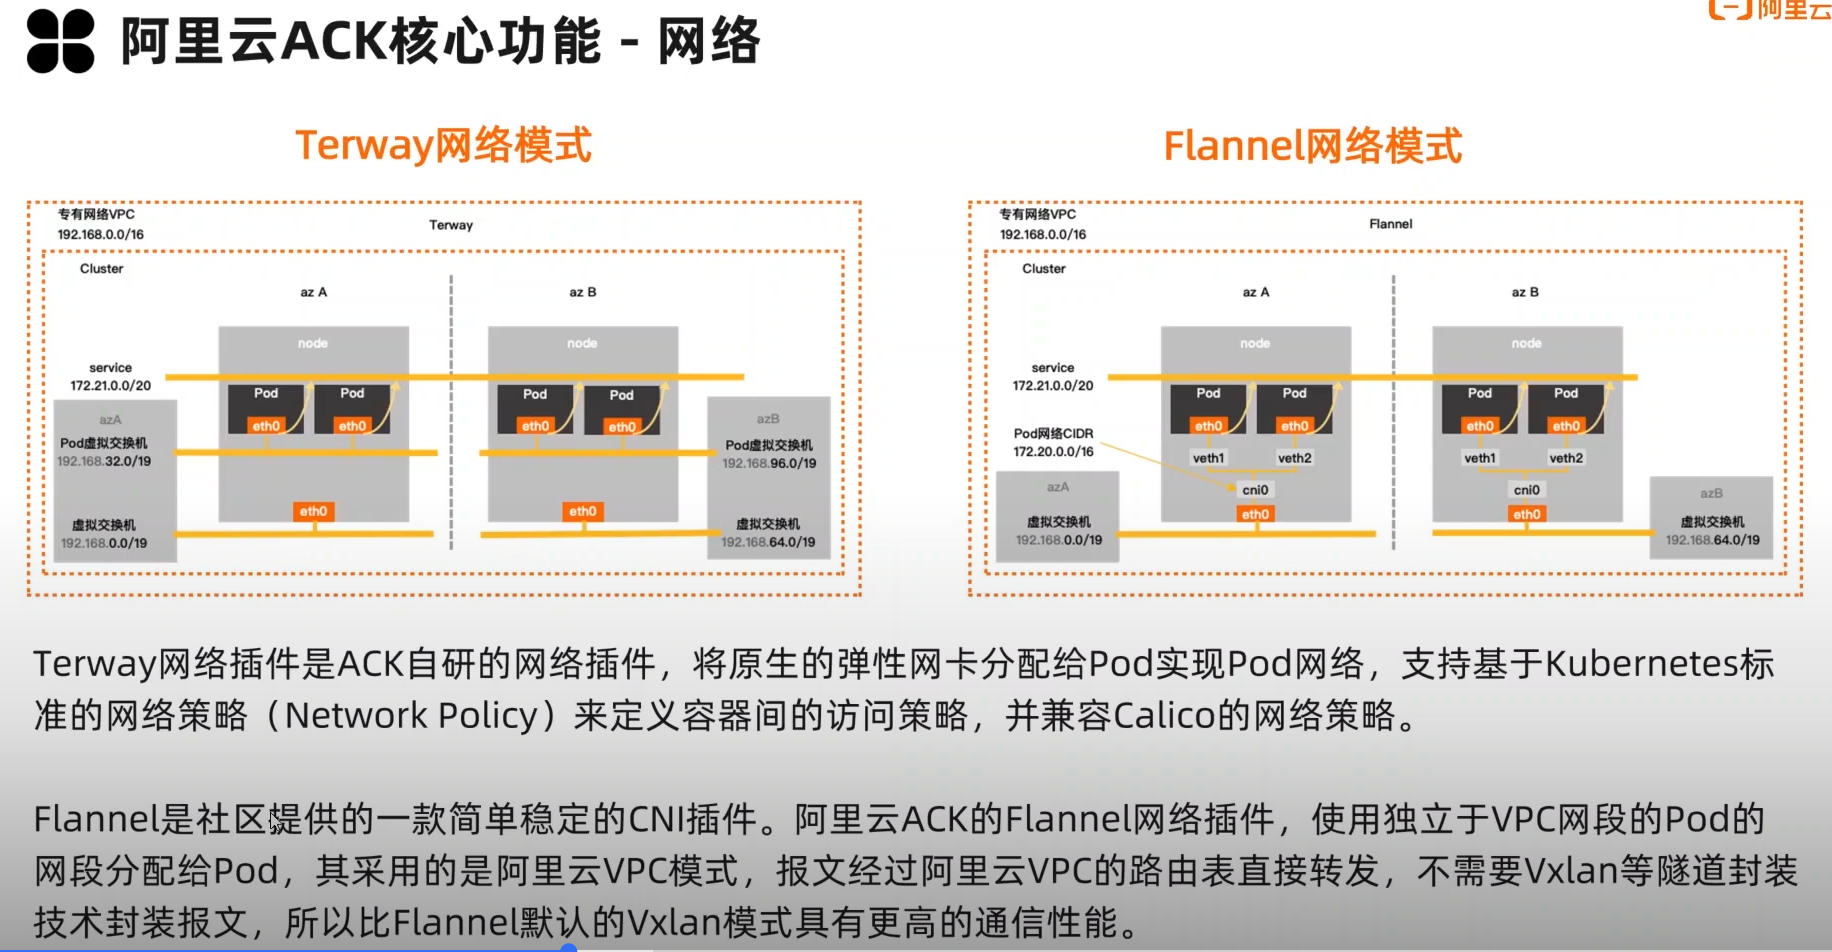 阿里云
阿里云ACK核心功能 - 网络
Terway网络模式
专有网络VPC
192.168.0.0/16
Terway
Cluster
az A
az B
node
node
service
172.21.0.0/20
Pod
Pod
Pod
Pod
eth0
eth0
eth0
eth0
azA
Pod虚拟交换机
192.168.32.0/19
虚拟交换机
192.168.0.0/19
eth0
eth0
azB
Pod虚拟交换机
192.168.96.0/19
虚拟交换机
192.168.64.0/19
Flannel网络模式
专有网络VPC
192.168.0.0/16
Flannel
Cluster
az A
az B
node
node
service
172.21.0.0/20
Pod
Pod
Pod
Pod
eth0
eth0
eth0
eth0
Pod网络CIDR
172.20.0.0/16
veth1
veth2
veth1
veth2
cni0
cni0
eth0
eth0
azA
虚拟交换机
192.168.0.0/19
azB
虚拟交换机
192.168.64.0/19
Terway网络插件是ACK自研的网络插件，将原生的弹性网卡分配给Pod实现Pod网络，支持基于Kubernetes标
准的网络策略（Network Policy）来定义容器间的访问策略，并兼容Calico的网络策略。
Flannel是社区提供的一款简单稳定的CNI插件。阿里云ACK的Flannel网络插件，使用独立于VPC网段的Pod的
网段分配给Pod，其采用的是阿里云VPC模式，报文经过阿里云VPC的路由表直接转发，不需要Vxlan等隧道封装
技术封装报文，所以比Flannel默认的Vxlan模式具有更高的通信性能。